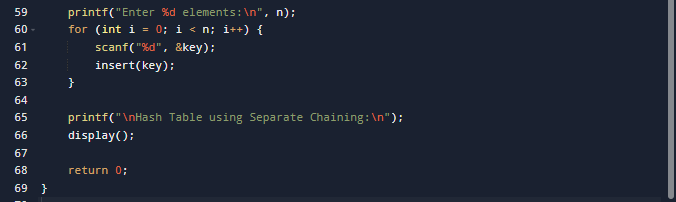 59 printf("Enter %d elements:\n", n);
60 for (int i = 0; i < n; i++) {
61 scanf("%d", &key);
62 insert(key);
63 }
64
65 printf("\nHash Table using Separate Chaining:\n");
66 display();
67
68 return 0;
69 }